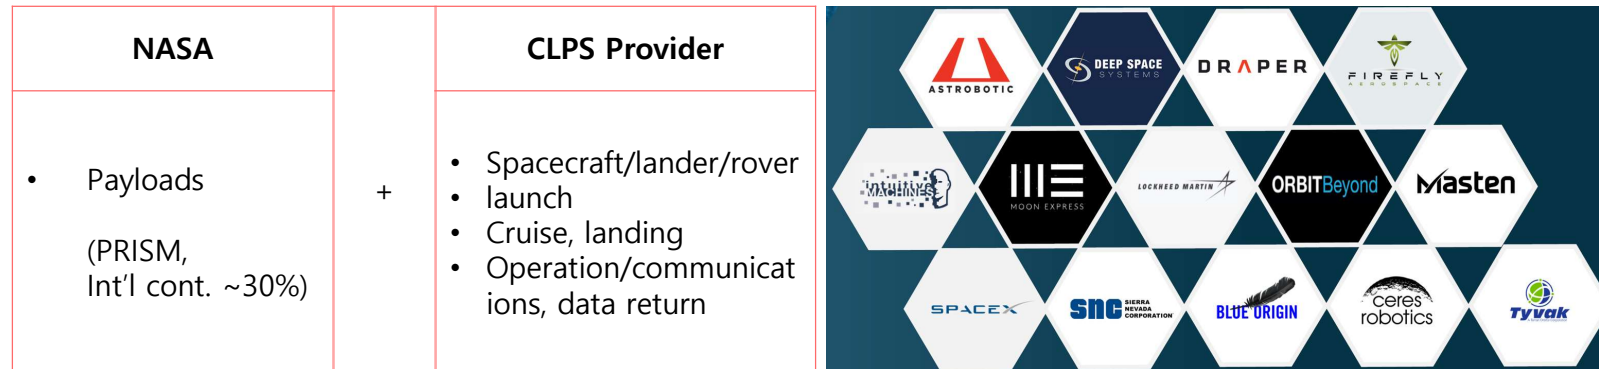 NASA
+
CLPS Provider
• Payloads
(PRISM,
Int'l cont. ~30%)
• Spacecraft/lander/rover
• launch
• Cruise, landing
• Operation/communicat
ions, data return
ASTROBOTIC
DEEP SPACE
SYSTEMS
DRAPER
FIREFLY
AEROSPACE
intuitive
MACHINES
MOON EXPRESS
LOCKHEED MARTIN
ORBITBeyond
Masten
SPACEX
snc SIERRA
NEVADA
CORPORATION
BLUE ORIGIN
ceres
robotics
Tyvak